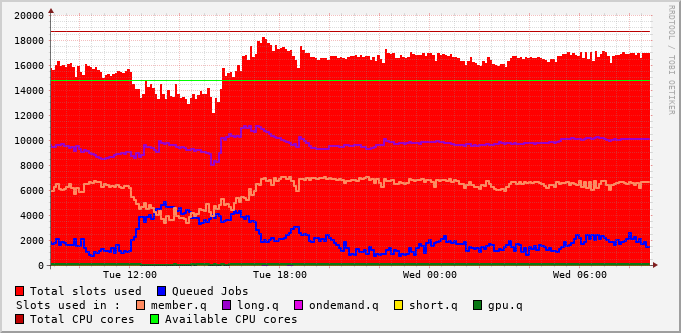 RRDTOOL / TOBI OETIKER
20000
18000
16000
14000
12000
10000
8000
6000
4000
2000
0
Tue 12:00 Tue 18:00 Wed 00:00 Wed 06:00
Total slots used Queued Jobs
Slots used in : member.q long.q ondemand.q short.q gpu.q
Total CPU cores Available CPU cores